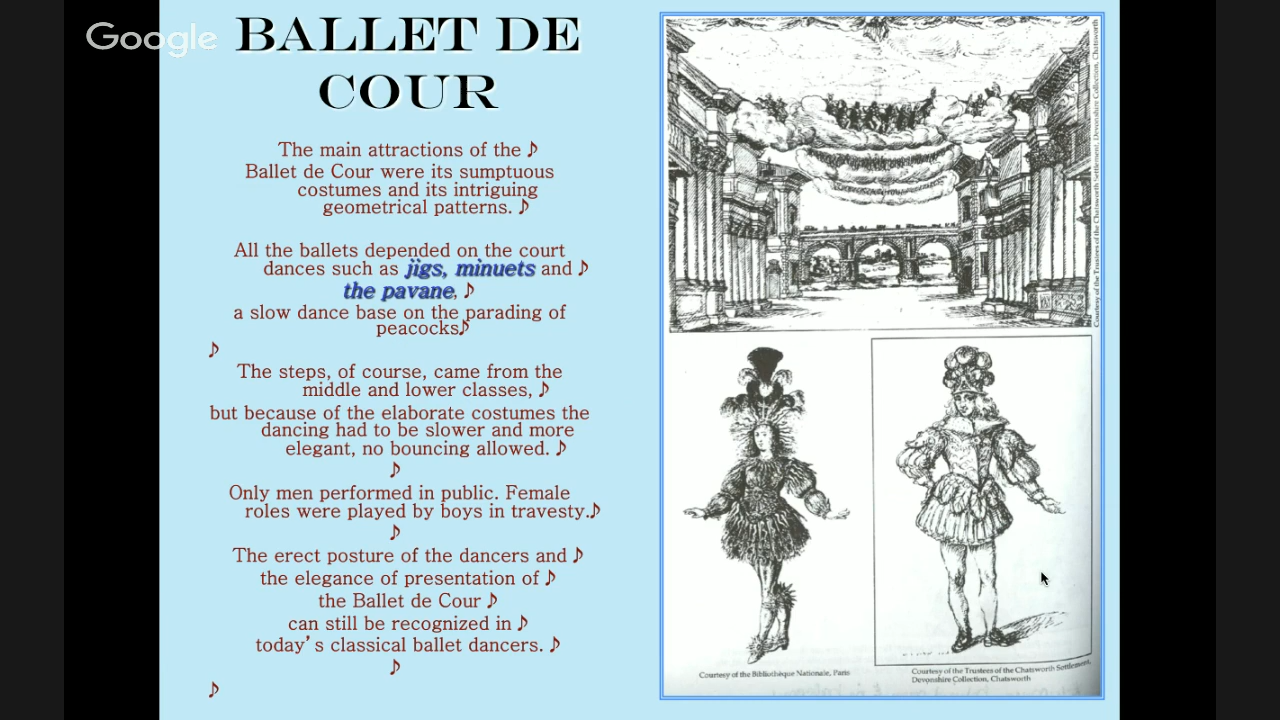 Google
BALLET DE
COUR
The main attractions of the ♪
Ballet de Cour were its sumptuous
costumes and its intriguing
geometrical patterns. ♪
All the ballets depended on the court
dances such as jigs, minuets and ♪
the pavane, ♪
a slow dance base on the parading of
peacocks♪
♪
The steps, of course, came from the
middle and lower classes, ♪
but because of the elaborate costumes the
dancing had to be slower and more
elegant, no bouncing allowed. ♪
♪
Only men performed in public. Female
roles were played by boys in travesty.♪
♪
The erect posture of the dancers and ♪
the elegance of presentation of ♪
the Ballet de Cour ♪
can still be recognized in ♪
today's classical ballet dancers. ♪
♪
♪
Courtesy of the Trustees of the Chatsworth Settlement, Devonshire Collection, Chatsworth
Courtesy of the Bibliothèque Nationale, Paris
Courtesy of the Trustees of the Chatsworth Settlement,
Devonshire Collection, Chatsworth